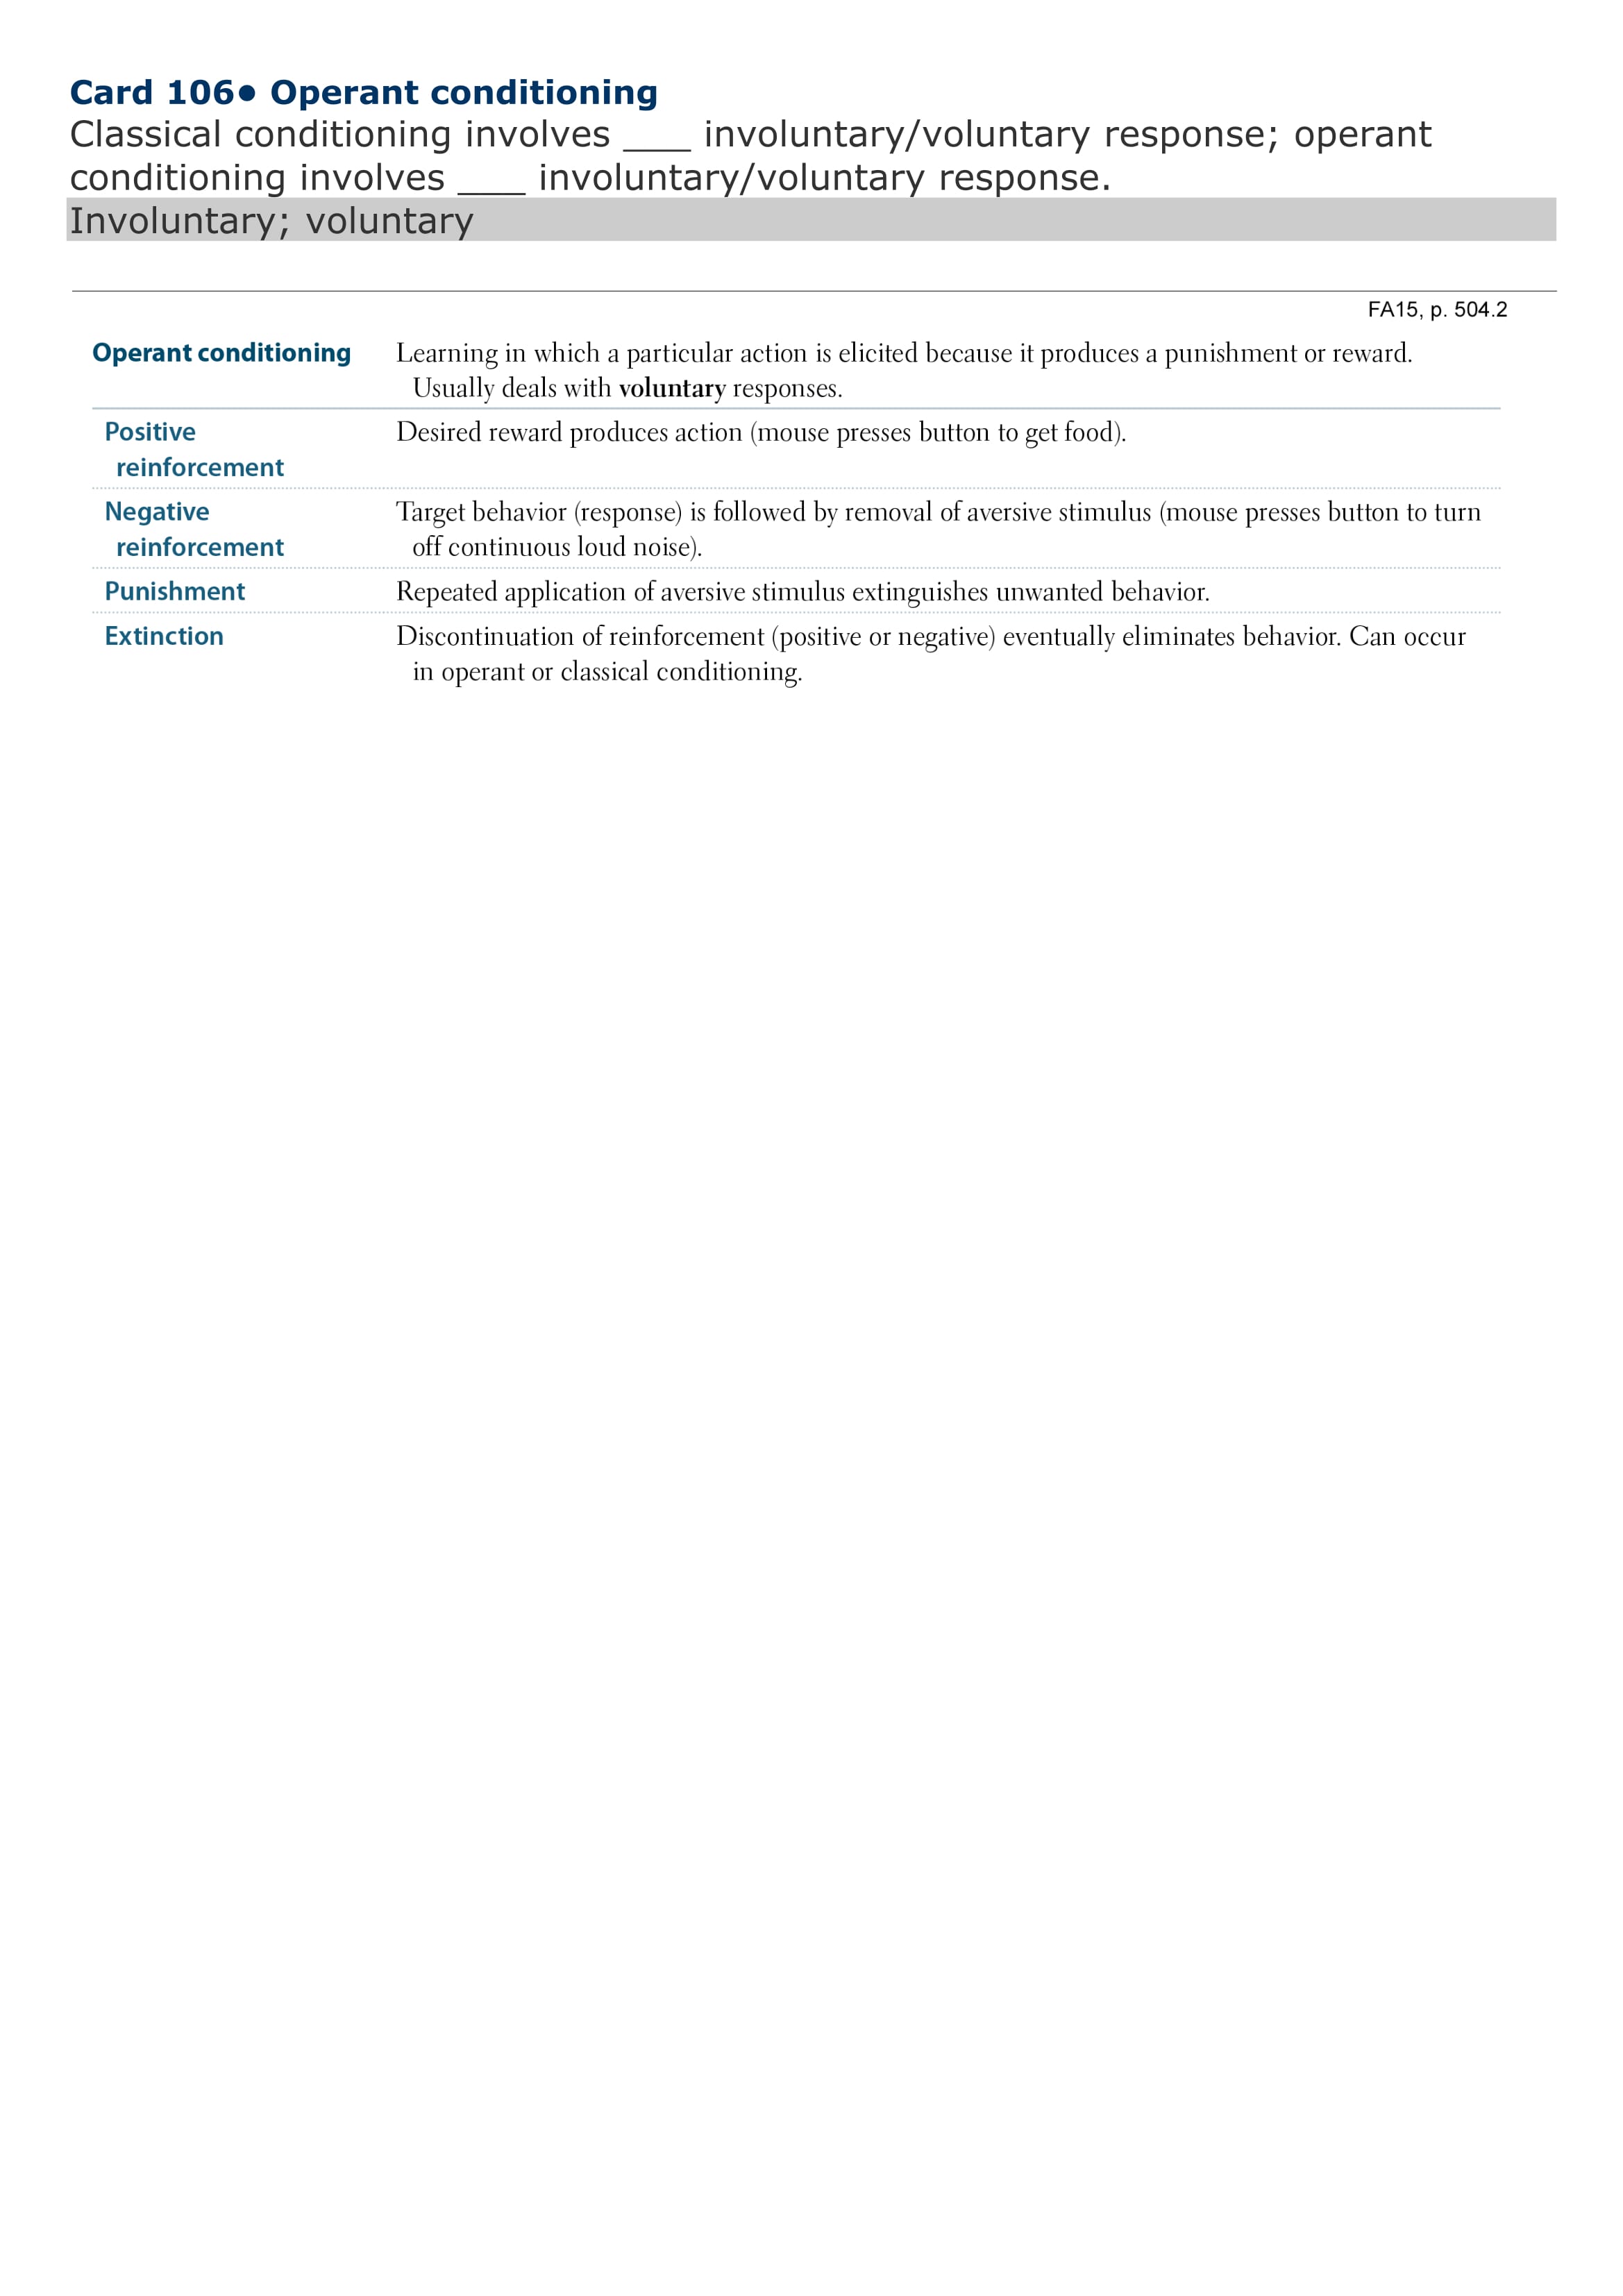 Card 106• Operant conditioning
Classical conditioning involves ____ involuntary/voluntary response; operant
conditioning involves ____ involuntary/voluntary response.
Involuntary; voluntary
FA15, p. 504.2
Operant conditioning Learning in which a particular action is elicited because it produces a punishment or reward.
Usually deals with voluntary responses.
Positive Desired reward produces action (mouse presses button to get food).
reinforcement
Negative Target behavior (response) is followed by removal of aversive stimulus (mouse presses button to turn
reinforcement off continuous loud noise).
Punishment Repeated application of aversive stimulus extinguishes unwanted behavior.
Extinction Discontinuation of reinforcement (positive or negative) eventually eliminates behavior. Can occur
in operant or classical conditioning.